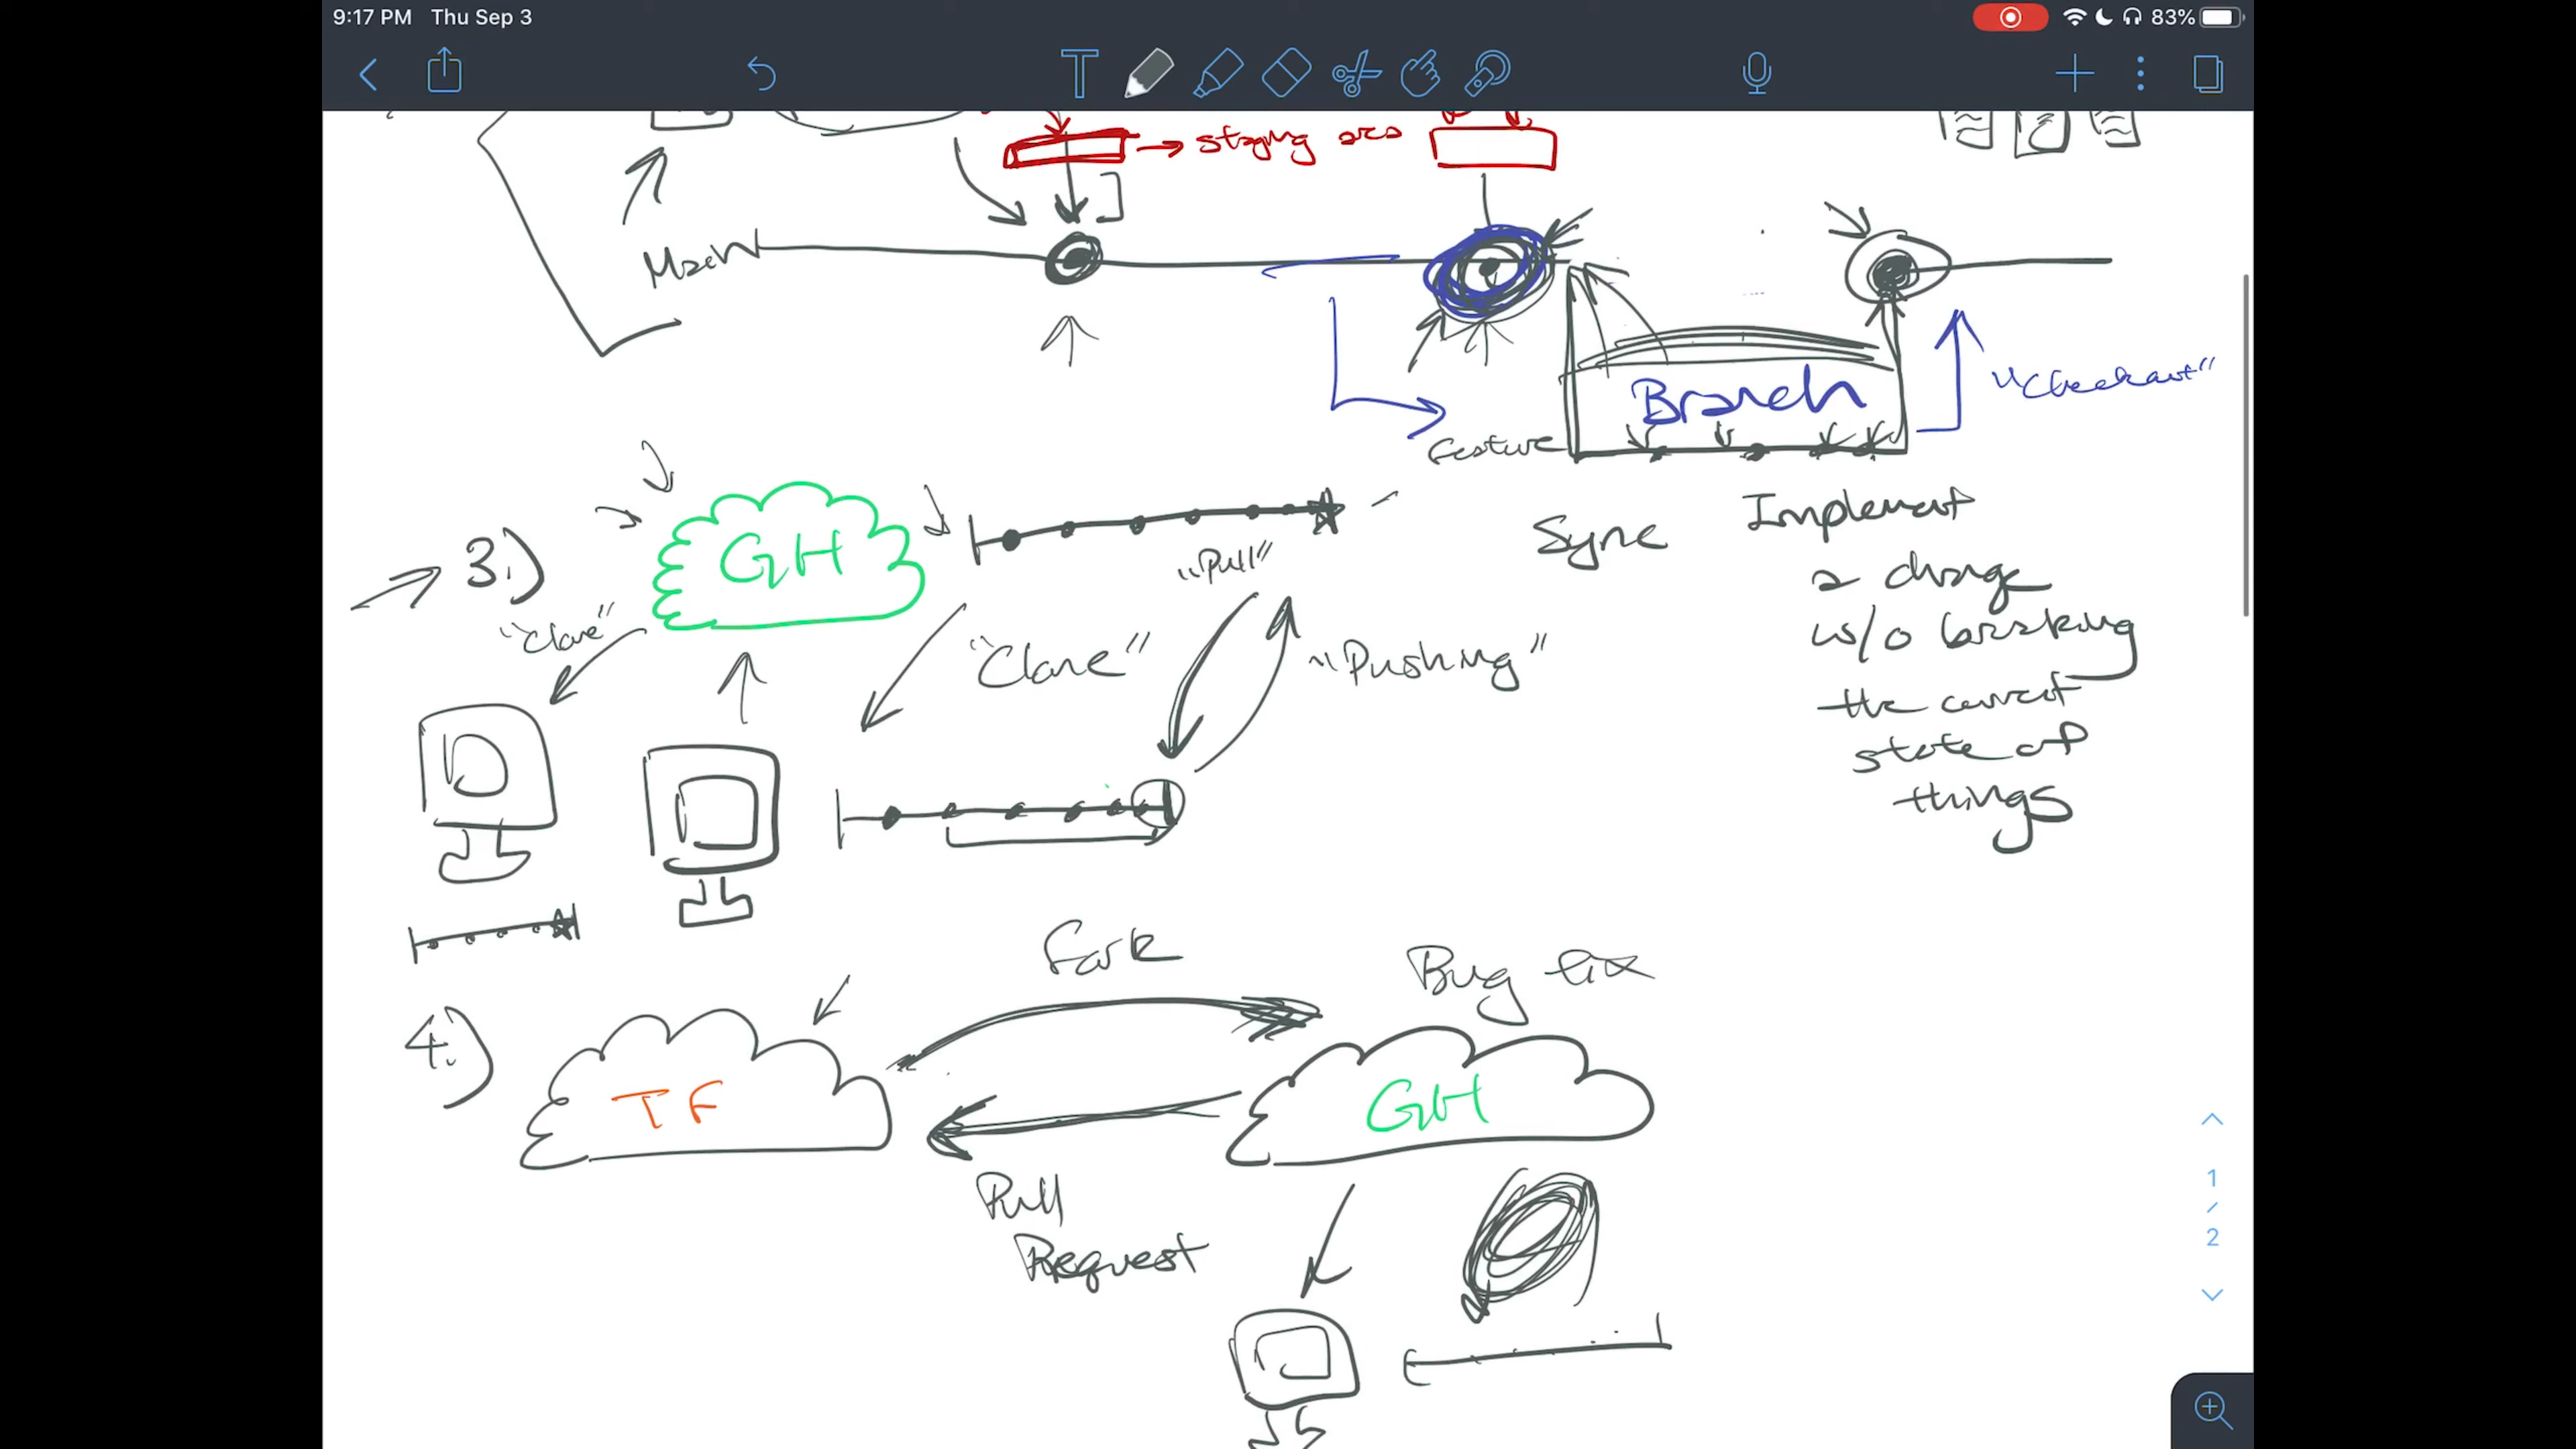 9:17 PM Thu Sep 3
83%
T
→ staging area
Main
Branch
"Checkout"
Feature
3.)
GH
"Pull"
Sync
Implement
a change
w/o breaking
the current
state of
things
"Clone"
"Clone"
"Pushing"
Fork
Bug fix
4.)
TF
GH
Pull
Request
1
/
2